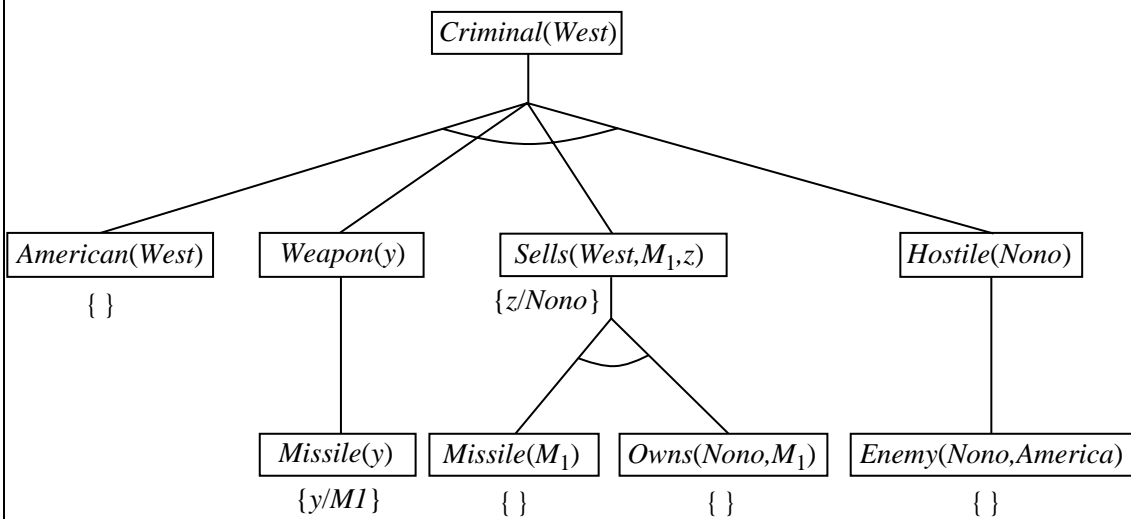 Criminal(West)
American(West)
Weapon(y)
Sells(West,M₁,z)
Hostile(Nono)
{ }
{z/Nono}
Missile(y)
Missile(M₁)
Owns(Nono,M₁)
Enemy(Nono,America)
{y/M1}
{ }
{ }
{ }